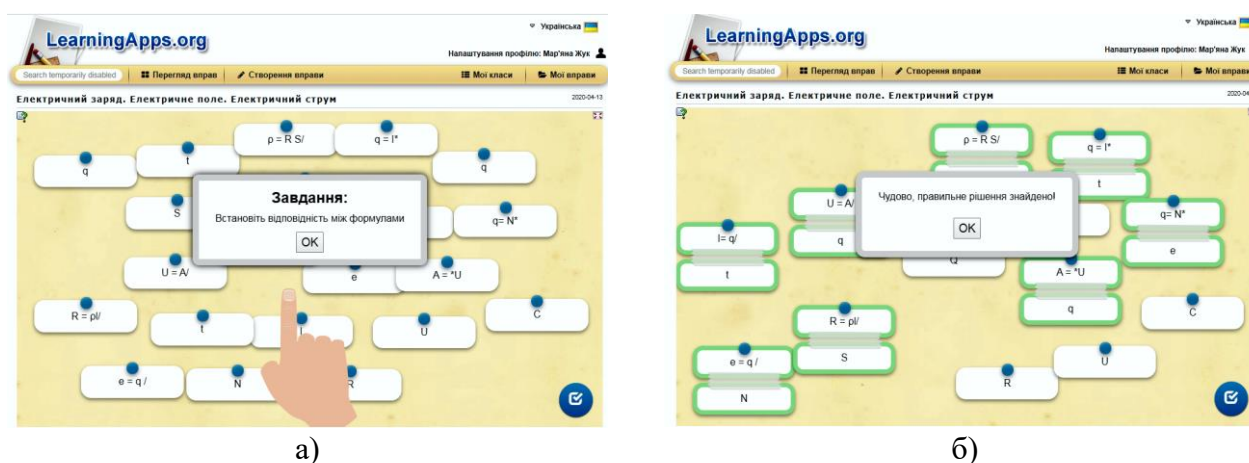 Українська
LearningApps.org
Налаштування профілю: Мар'яна Жук
Search temporarily disabled
Перегляд вправ
Створення вправи
Мої класи
Мої вправи
Електричний заряд. Електричне поле. Електричний струм
2020-04-13
ρ = R S/
q = I*
t
q
q
S
q= N*
Завдання:
Встановіть відповідність між формулами
OK
U = A/
e
A = *U
R = ρl/
t
I
U
C
e = q /
N
R
а)
Українська
LearningApps.org
Налаштування профілю: Мар'яна Жук
Search temporarily disabled
Перегляд вправ
Створення вправи
Мої класи
Мої вправи
Електричний заряд. Електричне поле. Електричний струм
2020-04
ρ = R S/
q = I*
t
U = A/
q
Чудово, правильне рішення знайдено!
OK
q= N*
e
I= q/
t
Q
A = *U
q
R = ρl/
S
C
e = q /
N
U
R
б)